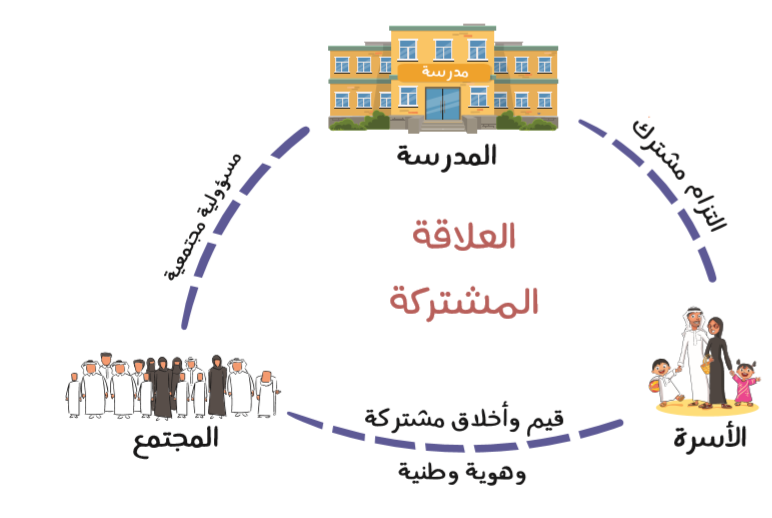 مدرسة
المدرسة
التزام مشترك
مسؤولية مجتمعية
العلاقة
المشتركة
الأسرة
قيم وأخلاق مشتركة
وهوية وطنية
المجتمع